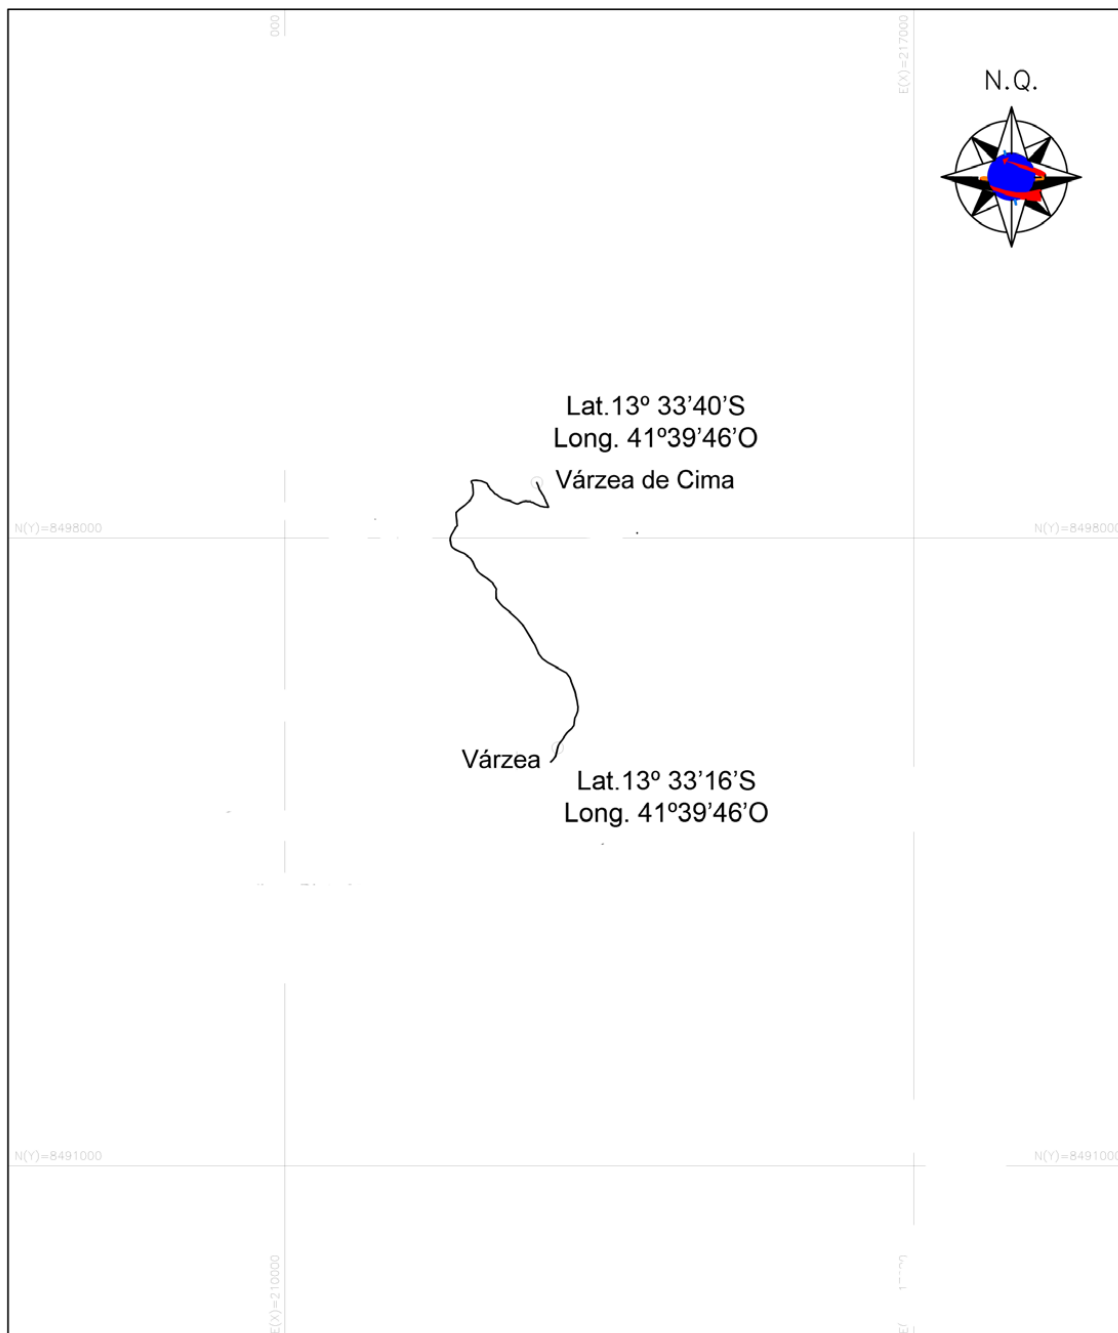 000
E(X)=217000
N.Q.
Lat.13º 33’40’S
Long. 41º39’46’O
Várzea de Cima
N(Y)=8498000
N(Y)=8498000
Várzea
Lat.13º 33’16’S
Long. 41º39’46’O
N(Y)=8491000
N(Y)=8491000
E(X)=210000